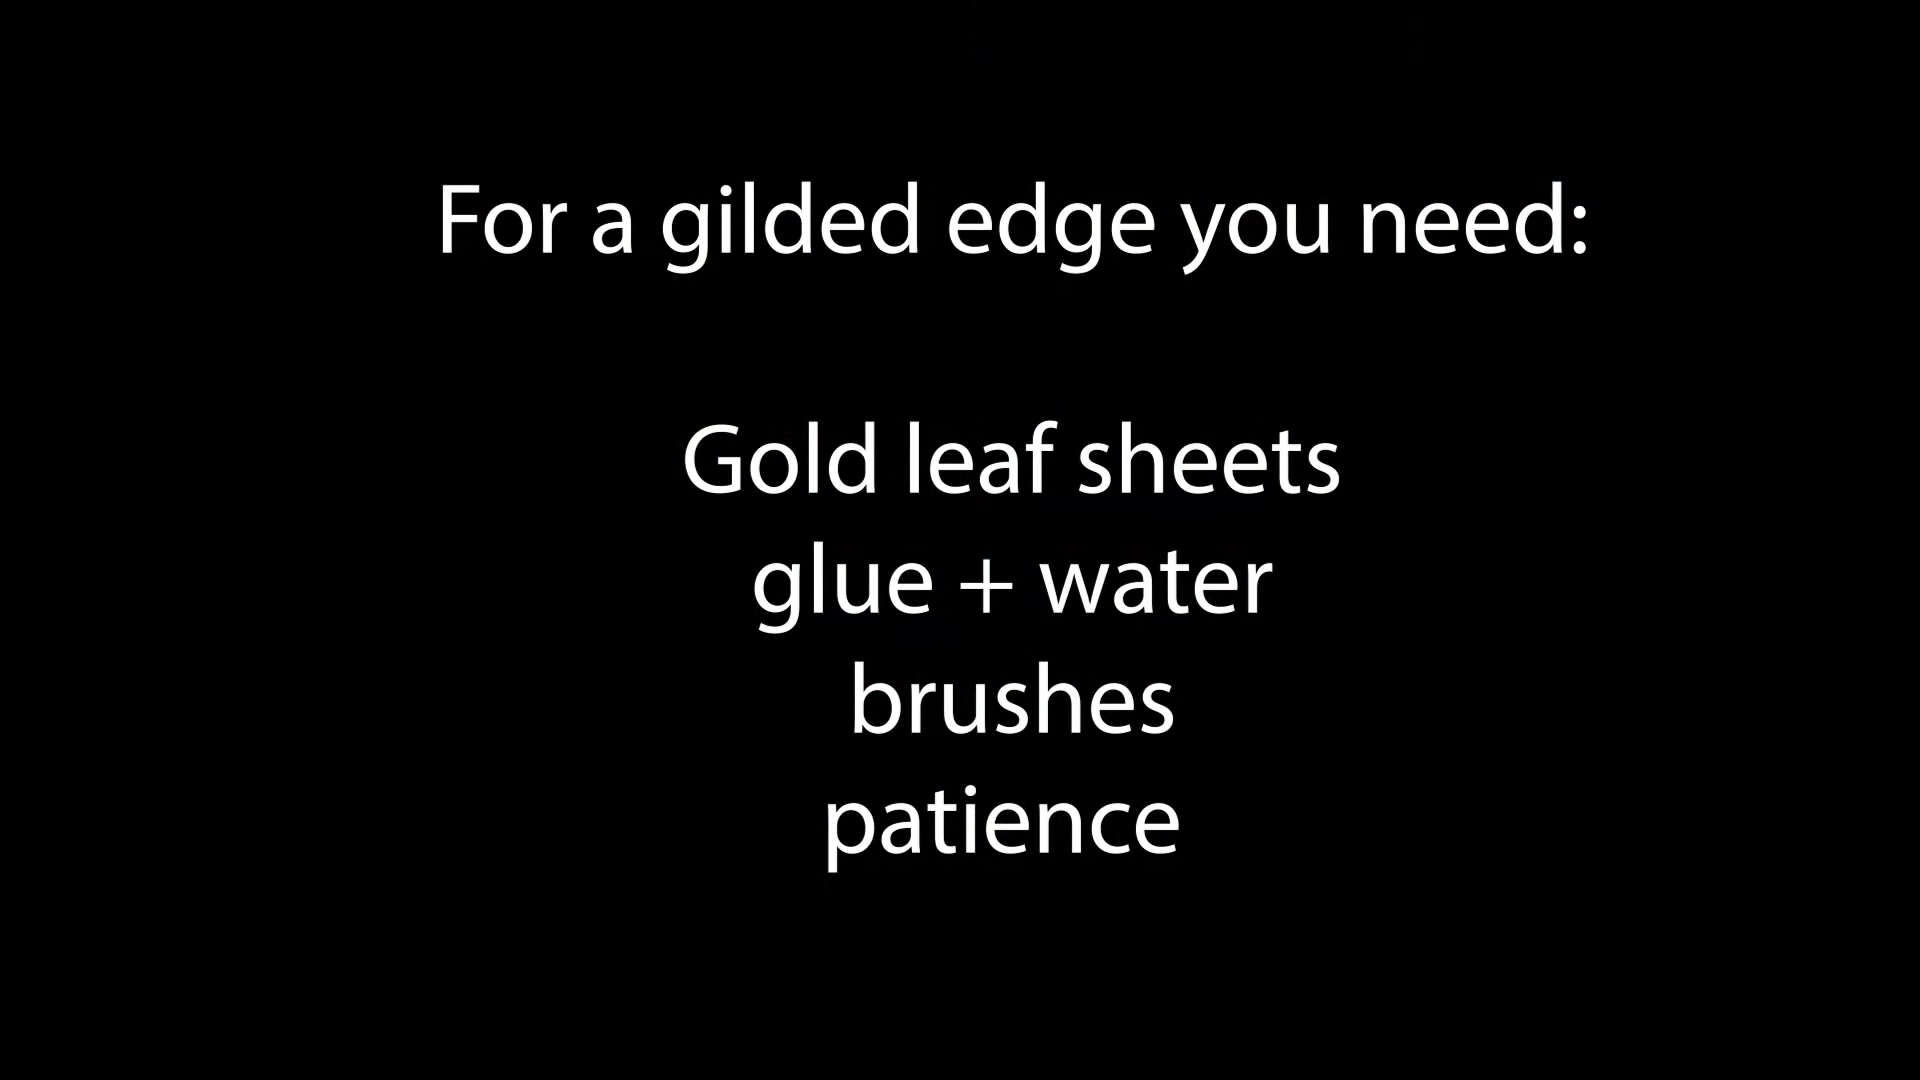 For a gilded edge you need:
Gold leaf sheets
glue + water
brushes
patience